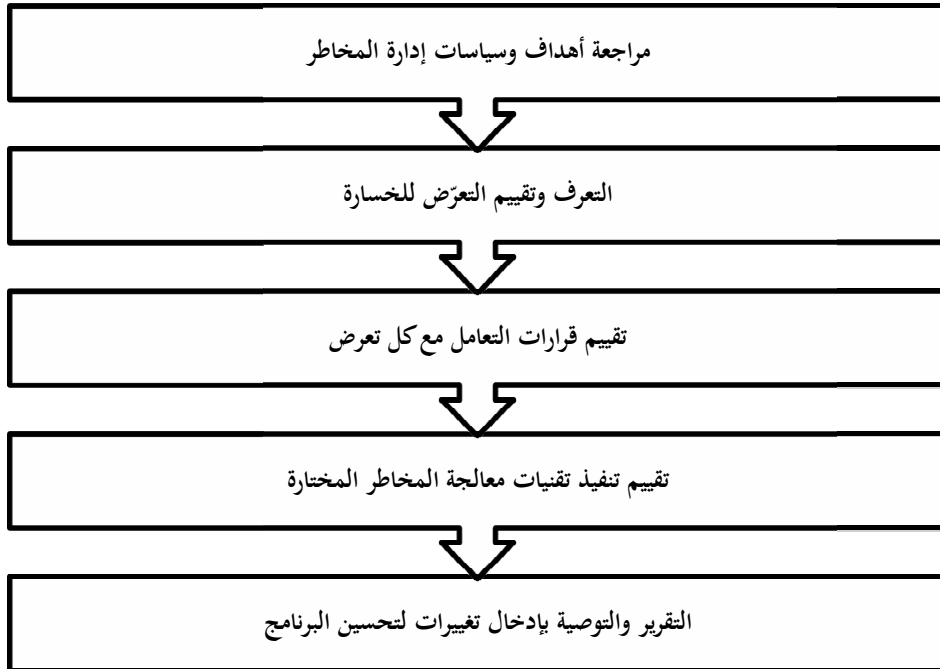 مراجعة أهداف وسياسات إدارة المخاطر
التعرف وتقييم التعرّض للخسارة
تقييم قرارات التعامل مع كل تعرض
تقييم تنفيذ تقنيات معالجة المخاطر المختارة
التقرير والتوصية بإدخال تغييرات لتحسين البرنامج